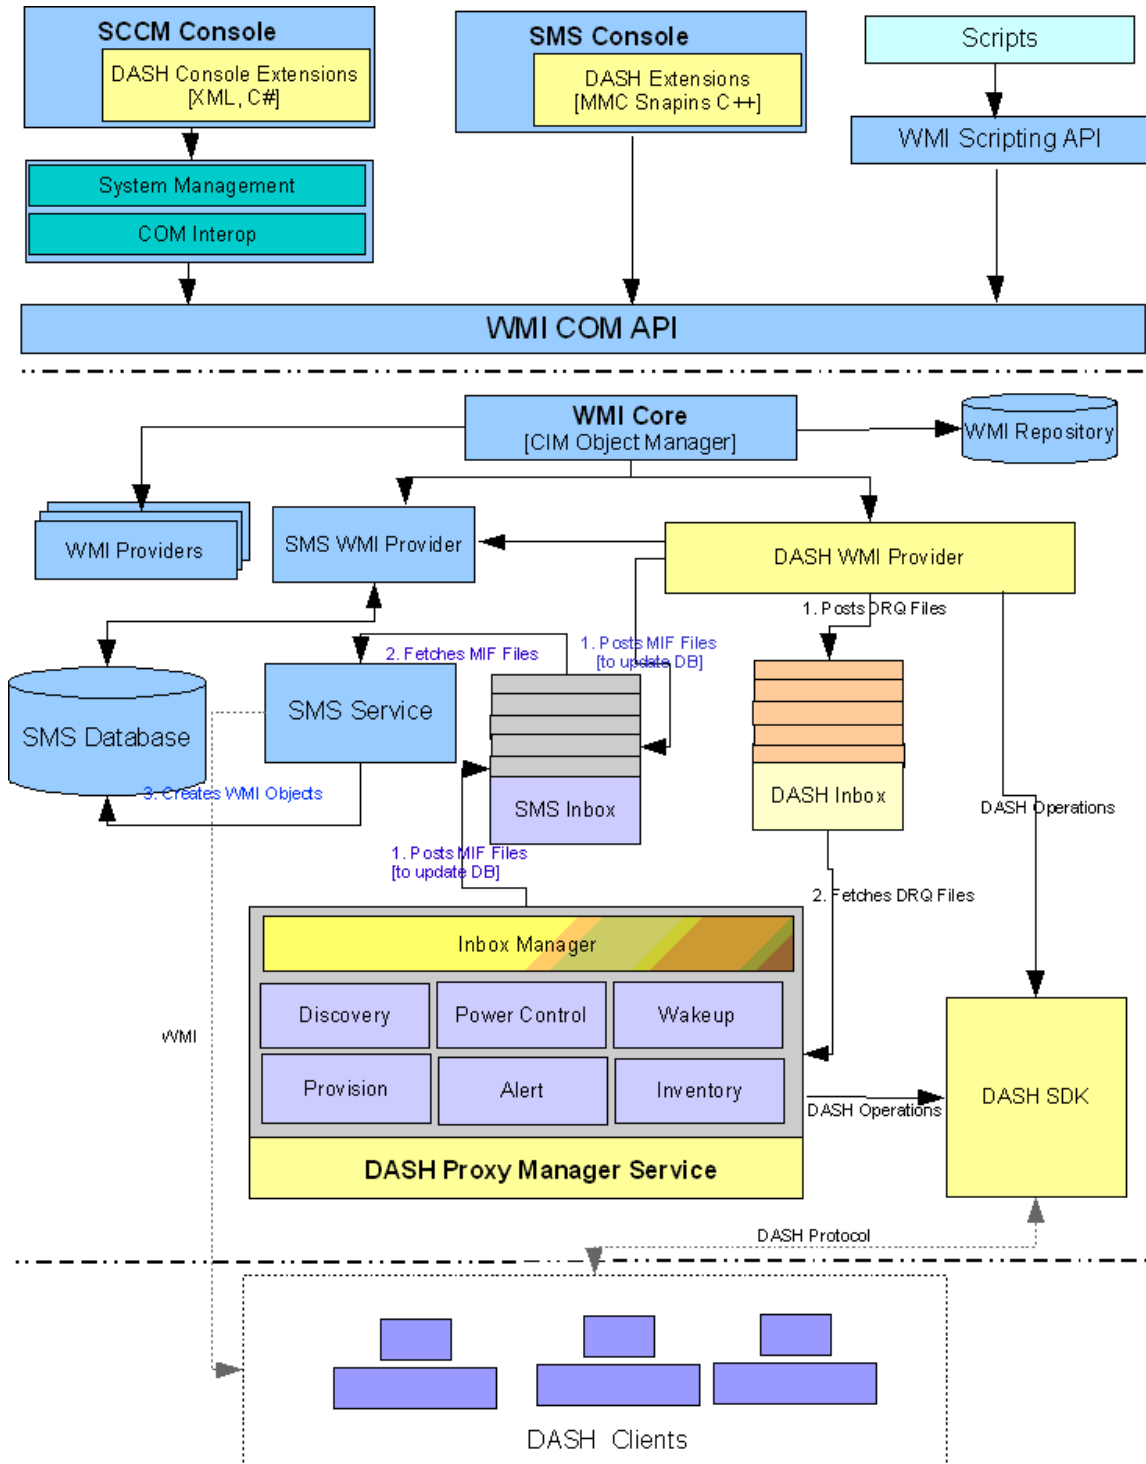 SCCM Console
DASH Console Extensions
[XML, C#]
SMS Console
DASH Extensions
[MMC Snapins C++]
Scripts
WMI Scripting API
System Management
COM Interop
WMI COM API
WMI Core
[CIM Object Manager]
WMI Repository
WMI Providers
SMS WMI Provider
DASH WMI Provider
1. Posts DRQ Files
1. Posts MIF Files
[to update DB]
2. Fetches MIF Files
SMS Database
SMS Service
3. Creates WMI Objects
SMS Inbox
DASH Inbox
DASH Operations
1. Posts MIF Files
[to update DB]
2. Fetches DRQ Files
Inbox Manager
Discovery
Power Control
Wakeup
Provision
Alert
Inventory
WMI
DASH Operations
DASH SDK
DASH Proxy Manager Service
DASH Protocol
DASH Clients